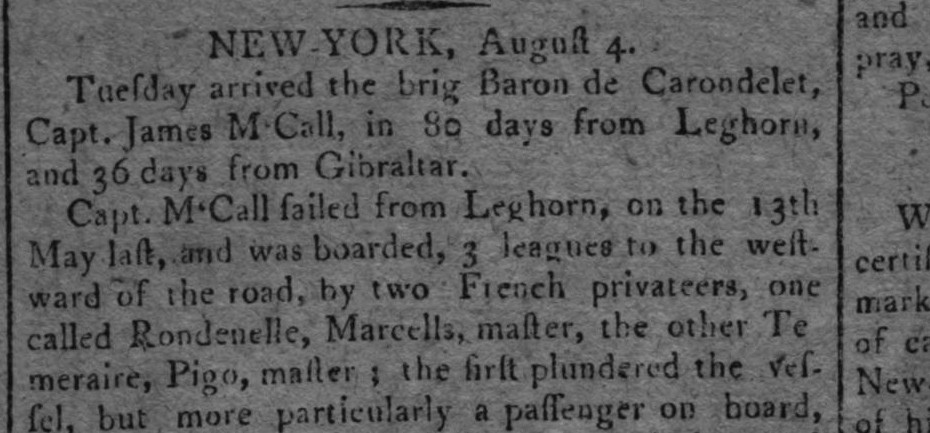 NEW-YORK, Auguſt 4.
Tueſday arrived the brig Baron de Carondelet,
Capt. James M'Call, in 80 days from Leghorn,
and 36 days from Gibraltar.
Capt. M'Call ſailed from Leghorn, on the 13th
May laſt, and was boarded, 3 leagues to the weſt-
ward of the road, by two French privateers, one
called Rondenelle, Marcells, maſter, the other Te
meraire, Pigo, maſter ; the firſt plundered the veſ-
ſel, but more particularly a paſſenger on board,
and
pray,
W
certiſ
mark
of ca
New-
of hi